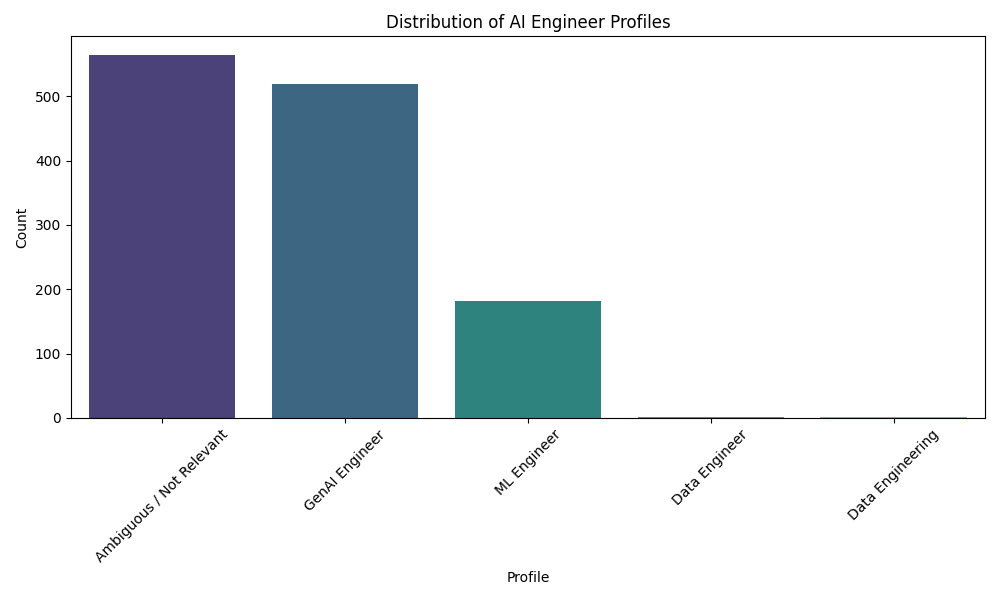 Distribution of AI Engineer Profiles
Count
500
400
300
200
100
0
Ambiguous / Not Relevant
GenAI Engineer
ML Engineer
Data Engineer
Data Engineering
Profile